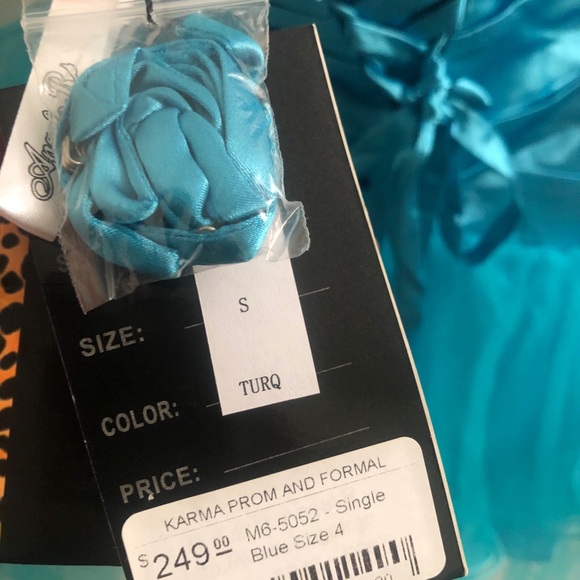 SIZE: S
COLOR: TURQ
PRICE:
KARMA PROM AND FORMAL
$249.00 M6-5052 - Single
Blue Size 4